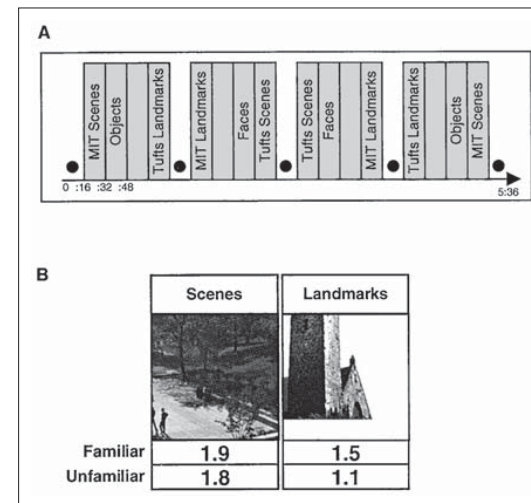 A
MIT Scenes
Objects
Tufts Landmarks
MIT Landmarks
Faces
Tufts Scenes
Tufts Scenes
Faces
MIT Landmarks
Tufts Landmarks
Objects
MIT Scenes
0 :16 :32 :48
5:36
B
Scenes Landmarks
Familiar 1.9 1.5
Unfamiliar 1.8 1.1